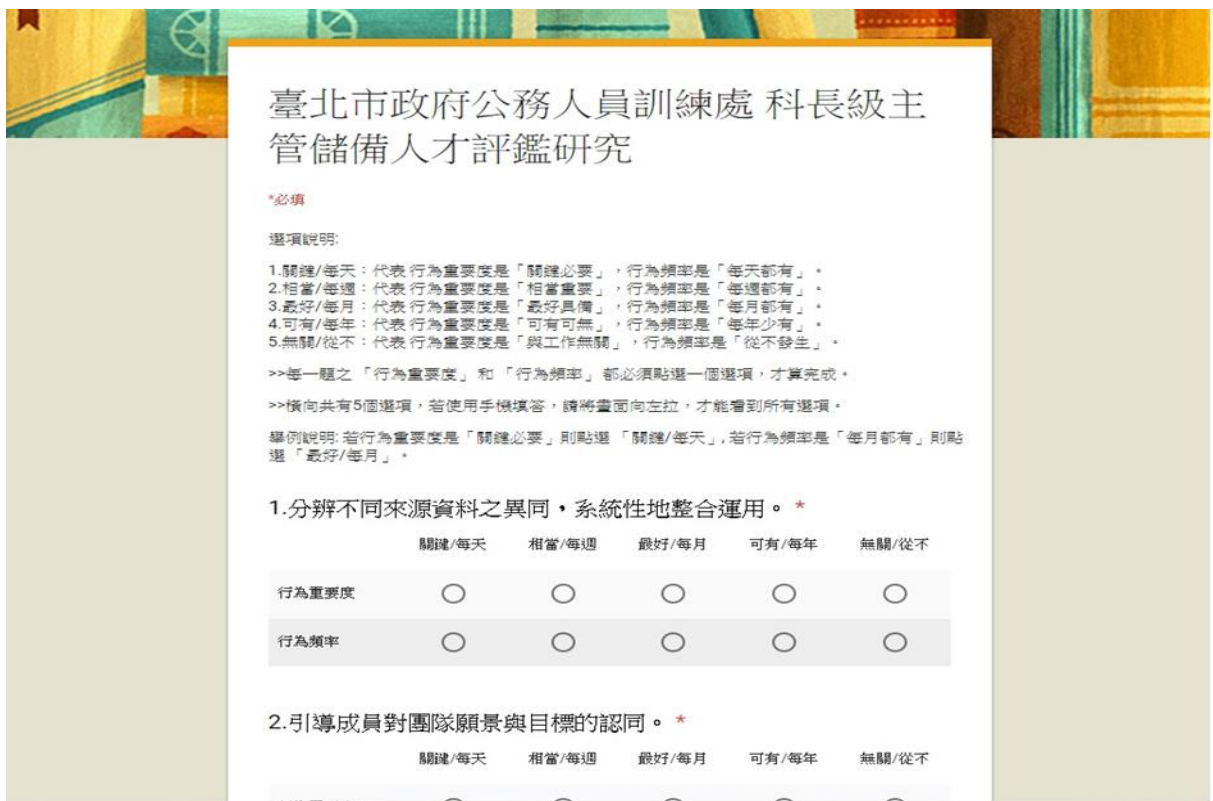 臺北市政府公務人員訓練處 科長級主
管儲備人才評鑑研究
*必填
選項說明:
1.關鍵/每天：代表 行為重要度是「關鍵必要」，行為頻率是「每天都有」。
2.相當/每週：代表 行為重要度是「相當重要」，行為頻率是「每週都有」。
3.最好/每月：代表 行為重要度是「最好具備」，行為頻率是「每月都有」。
4.可有/每年：代表 行為重要度是「可有可無」，行為頻率是「每年少有」。
5.無關/從不：代表 行為重要度是「與工作無關」，行為頻率是「從不發生」。
>>每一題之 「行為重要度」 和 「行為頻率」 都必須點選一個選項，才算完成。
>>橫向共有5個選項，若使用手機填答，請將畫面向左拉，才能看到所有選項。
舉例說明: 若行為重要度是「關鍵必要」則點選 「關鍵/每天」, 若行為頻率是「每月都有」則點
選「最好/每月」。
1.分辨不同來源資料之異同，系統性地整合運用。 *
關鍵/每天 相當/每週 最好/每月 可有/每年 無關/從不
行為重要度
行為頻率
2.引導成員對團隊願景與目標的認同。 *
關鍵/每天 相當/每週 最好/每月 可有/每年 無關/從不